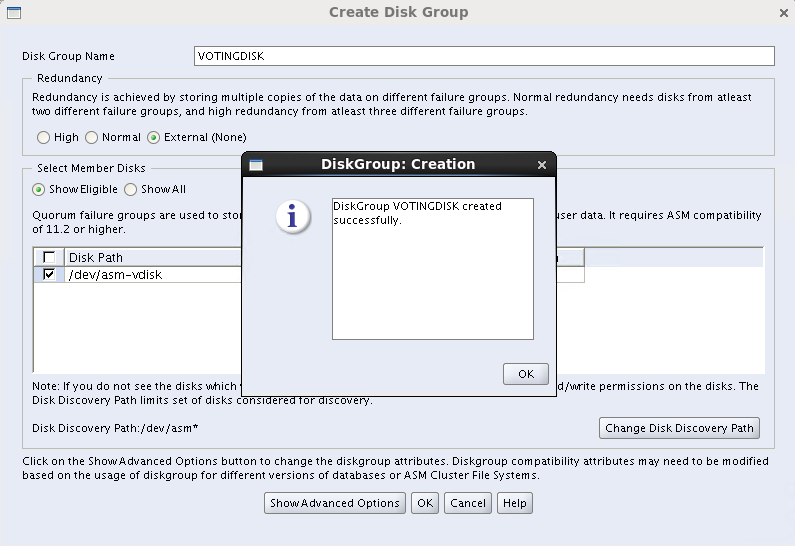 Create Disk Group
Disk Group Name VOTINGDISK
Redundancy
Redundancy is achieved by storing multiple copies of the data on different failure groups. Normal redundancy needs disks from atleast
two different failure groups, and high redundancy from atleast three different failure groups.
High Normal External (None)
Select Member Disks
Show Eligible Show All
Quorum failure groups are used to stor
user data. It requires ASM compatibility
of 11.2 or higher.
Disk Path
/dev/asm-vdisk
DiskGroup: Creation
DiskGroup VOTINGDISK created
successfully.
OK
Note: If you do not see the disks which
d/write permissions on the disks. The
Disk Discovery Path limits set of disks considered for discovery.
Disk Discovery Path:/dev/asm*
Change Disk Discovery Path
Click on the Show Advanced Options button to change the diskgroup attributes. Diskgroup compatibility attributes may need to be modified
based on the usage of diskgroup for different versions of databases or ASM Cluster File Systems.
Show Advanced Options OK Cancel Help